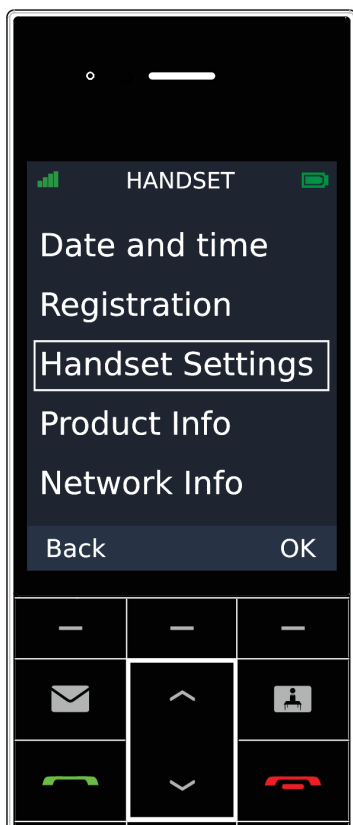 HANDSET
Date and time
Registration
Handset Settings
Product Info
Network Info
Back OK